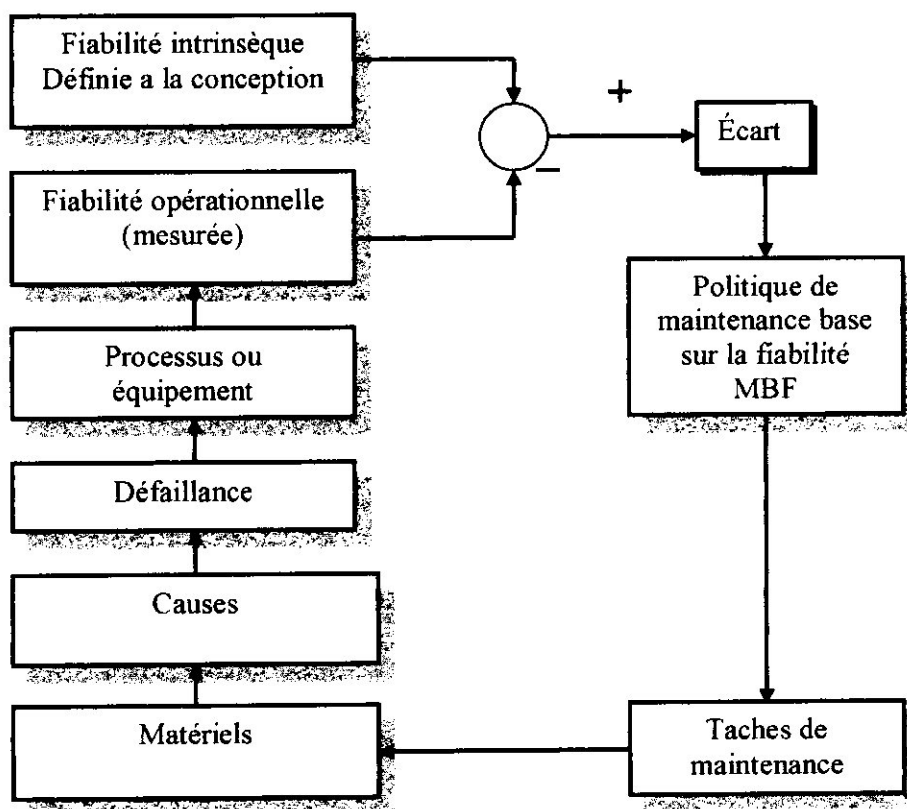 Fiabilité intrinsèque
Définie a la conception
+
Écart
−
Fiabilité opérationnelle
(mesurée)
Politique de
maintenance base
sur la fiabilité
MBF
Processus ou
équipement
Défaillance
Causes
Matériels
Taches de
maintenance